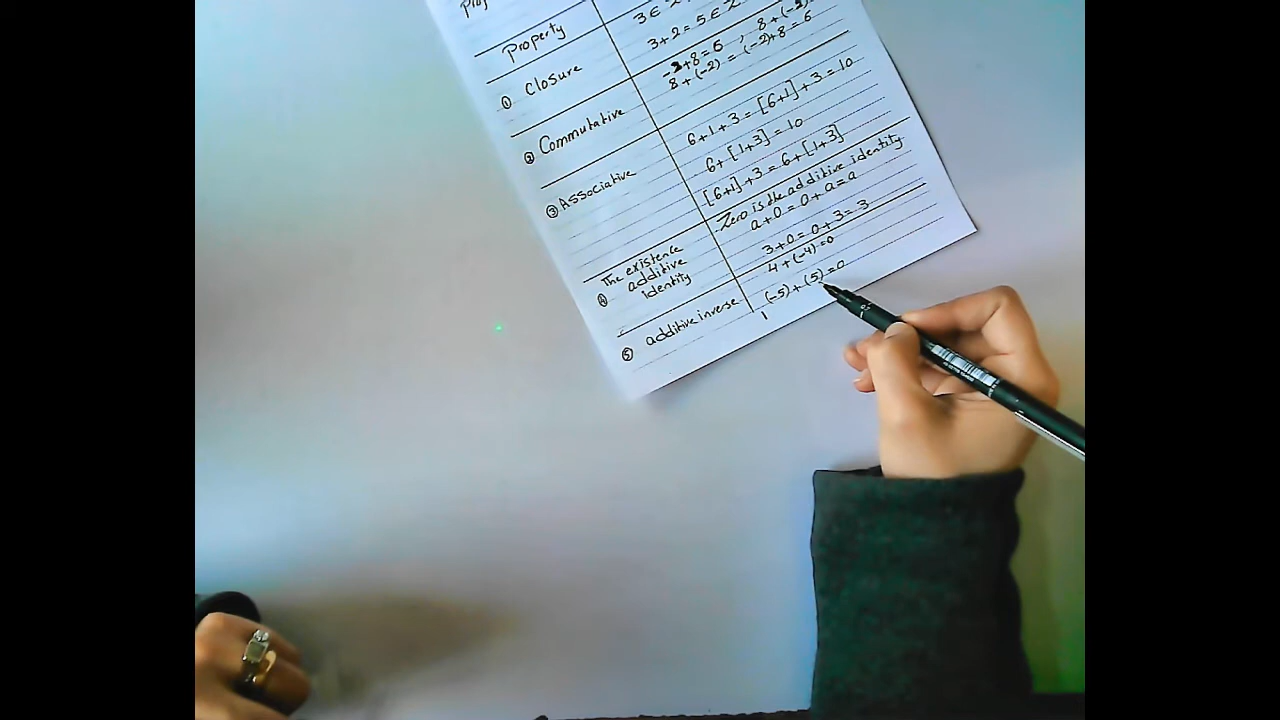 Property
3 ∈ Z
3 + 2 = 5 ∈ Z
① Closure
-2+8=6 , 8+(-2)
8+(-2) = (-2)+8 = 6
② Commutative
6+1+3 = [6+1]+3 = 10
6+[1+3] = 10
[6+1]+3 = 6+[1+3]
③ Associative
Zero is the additive identity
a+0 = 0+a = a
3+0 = 0+3 = 3
④ The existence
additive
identity
4+(-4)=0
(-5)+(5)=0
⑤ additive inverse